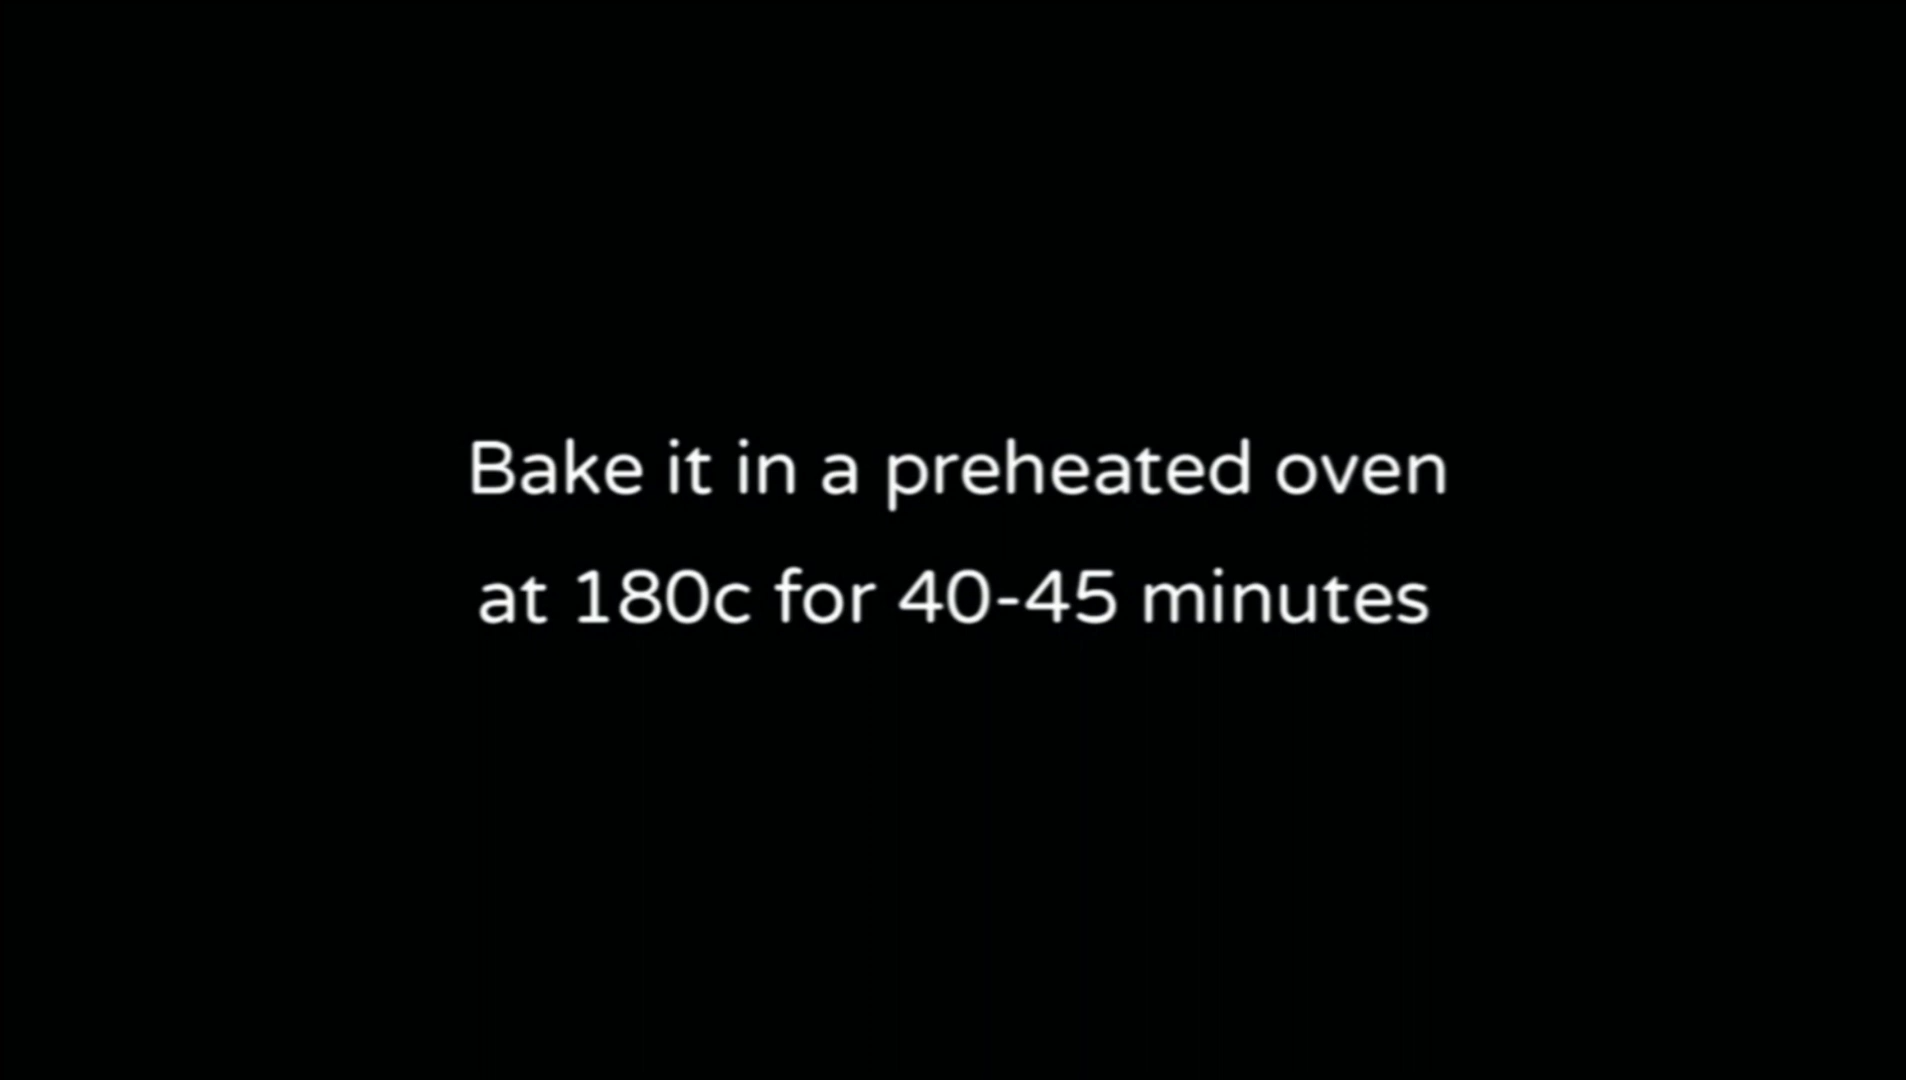 Bake it in a preheated oven
at 180c for 40-45 minutes